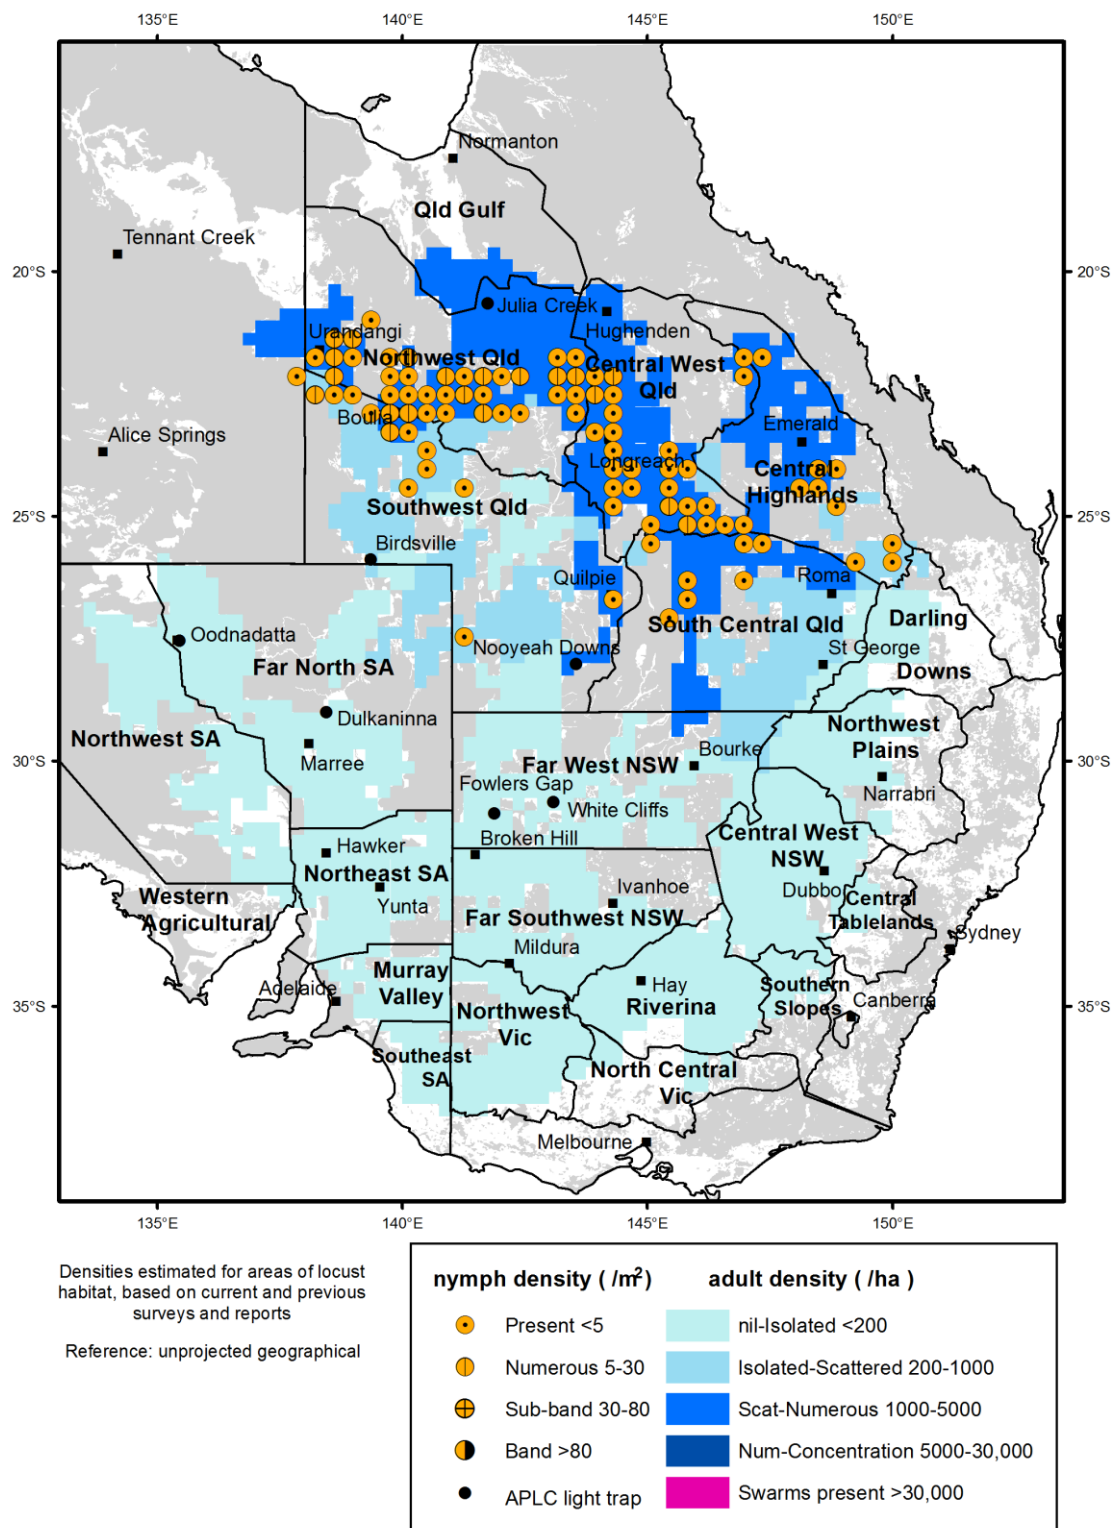 135°E 140°E 145°E 150°E
Normanton
Qld Gulf
Tennant Creek
20°S 20°S
Julia Creek
Urandangi
Hughenden
Northwest Qld
Central West
Qld
Boulia
Emerald
Alice Springs
Longreach
Central
Highlands
Southwest Qld
25°S 25°S
Birdsville
Quilpie
Roma
Oodnadatta
South Central Qld
Darling
Nooyeah Downs
St George
Far North SA
Downs
Dulkaninna
Northwest SA
Northwest
Plains
Marree
Bourke
30°S 30°S
Far West NSW
Fowlers Gap
Narrabri
White Cliffs
Broken Hill
Central West
NSW
Hawker
Northeast SA
Ivanhoe
Dubbo
Yunta
Western
Agricultural
Far Southwest NSW
Central
Tablelands
Sydney
Mildura
Murray
Valley
Adelaide
Hay
Riverina
Southern
Slopes
Canberra
35°S 35°S
Northwest
Vic
Southeast
SA
North Central
Vic
Melbourne
135°E 140°E 145°E 150°E
Densities estimated for areas of locust
habitat, based on current and previous
surveys and reports
Reference: unprojected geographical
nymph density ( /m²) adult density ( /ha )
Present <5 nil-Isolated <200
Numerous 5-30 Isolated-Scattered 200-1000
Sub-band 30-80 Scat-Numerous 1000-5000
Band >80 Num-Concentration 5000-30,000
APLC light trap Swarms present >30,000